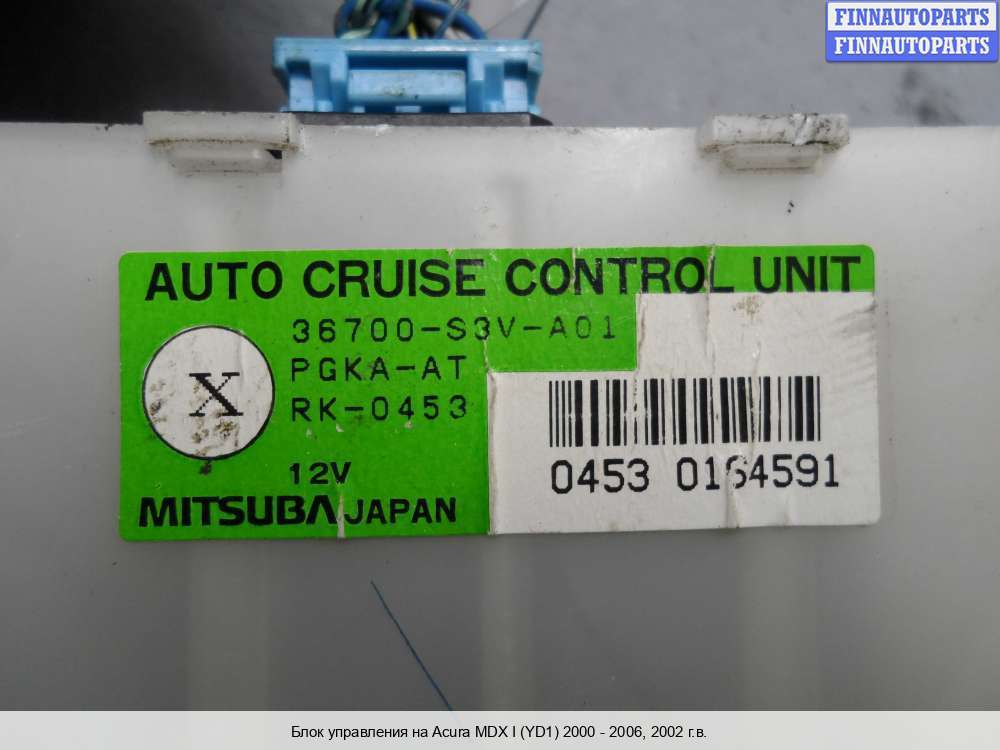 FINNAUTOPARTS
FINNAUTOPARTS
AUTO CRUISE CONTROL UNIT
36700-S3V-A01
PGKA-AT
X
RK-0453
0453 0164591
12V
MITSUBA JAPAN
Блок управления на Acura MDX I (YD1) 2000 - 2006, 2002 г.в.